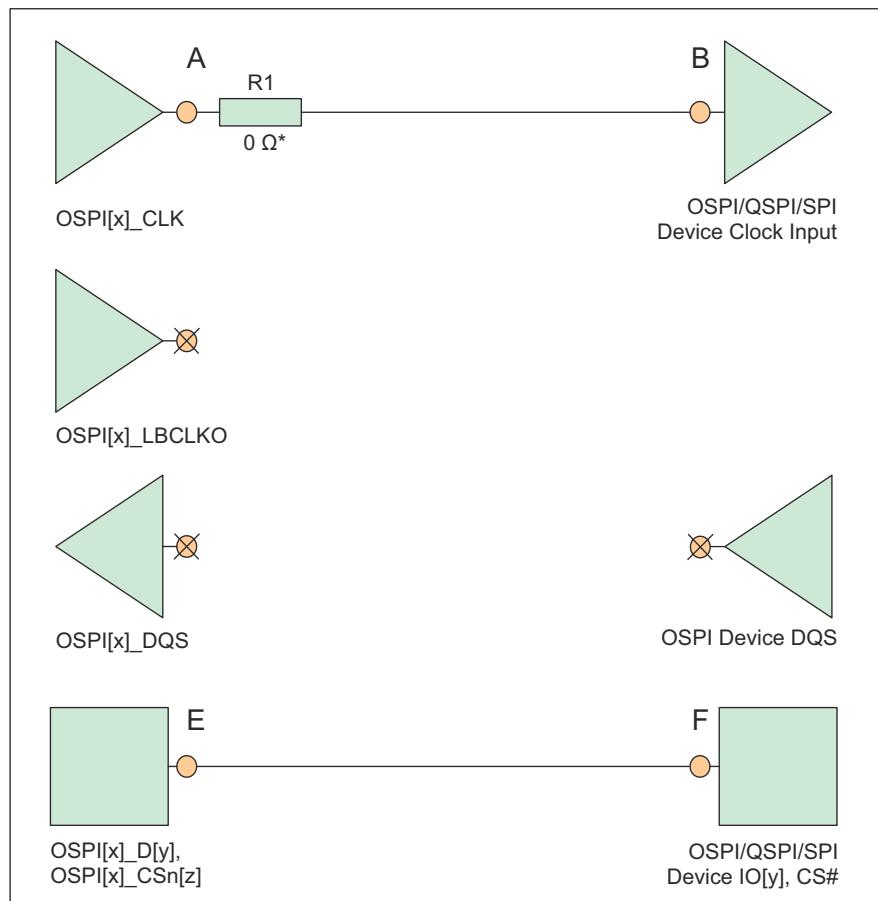 A
B
R1
0 Ω*
OSPI[x]_CLK
OSPI/QSPI/SPI
Device Clock Input
OSPI[x]_LBCLKO
OSPI[x]_DQS
OSPI Device DQS
E
F
OSPI[x]_D[y],
OSPI[x]_CSn[z]
OSPI/QSPI/SPI
Device IO[y], CS#